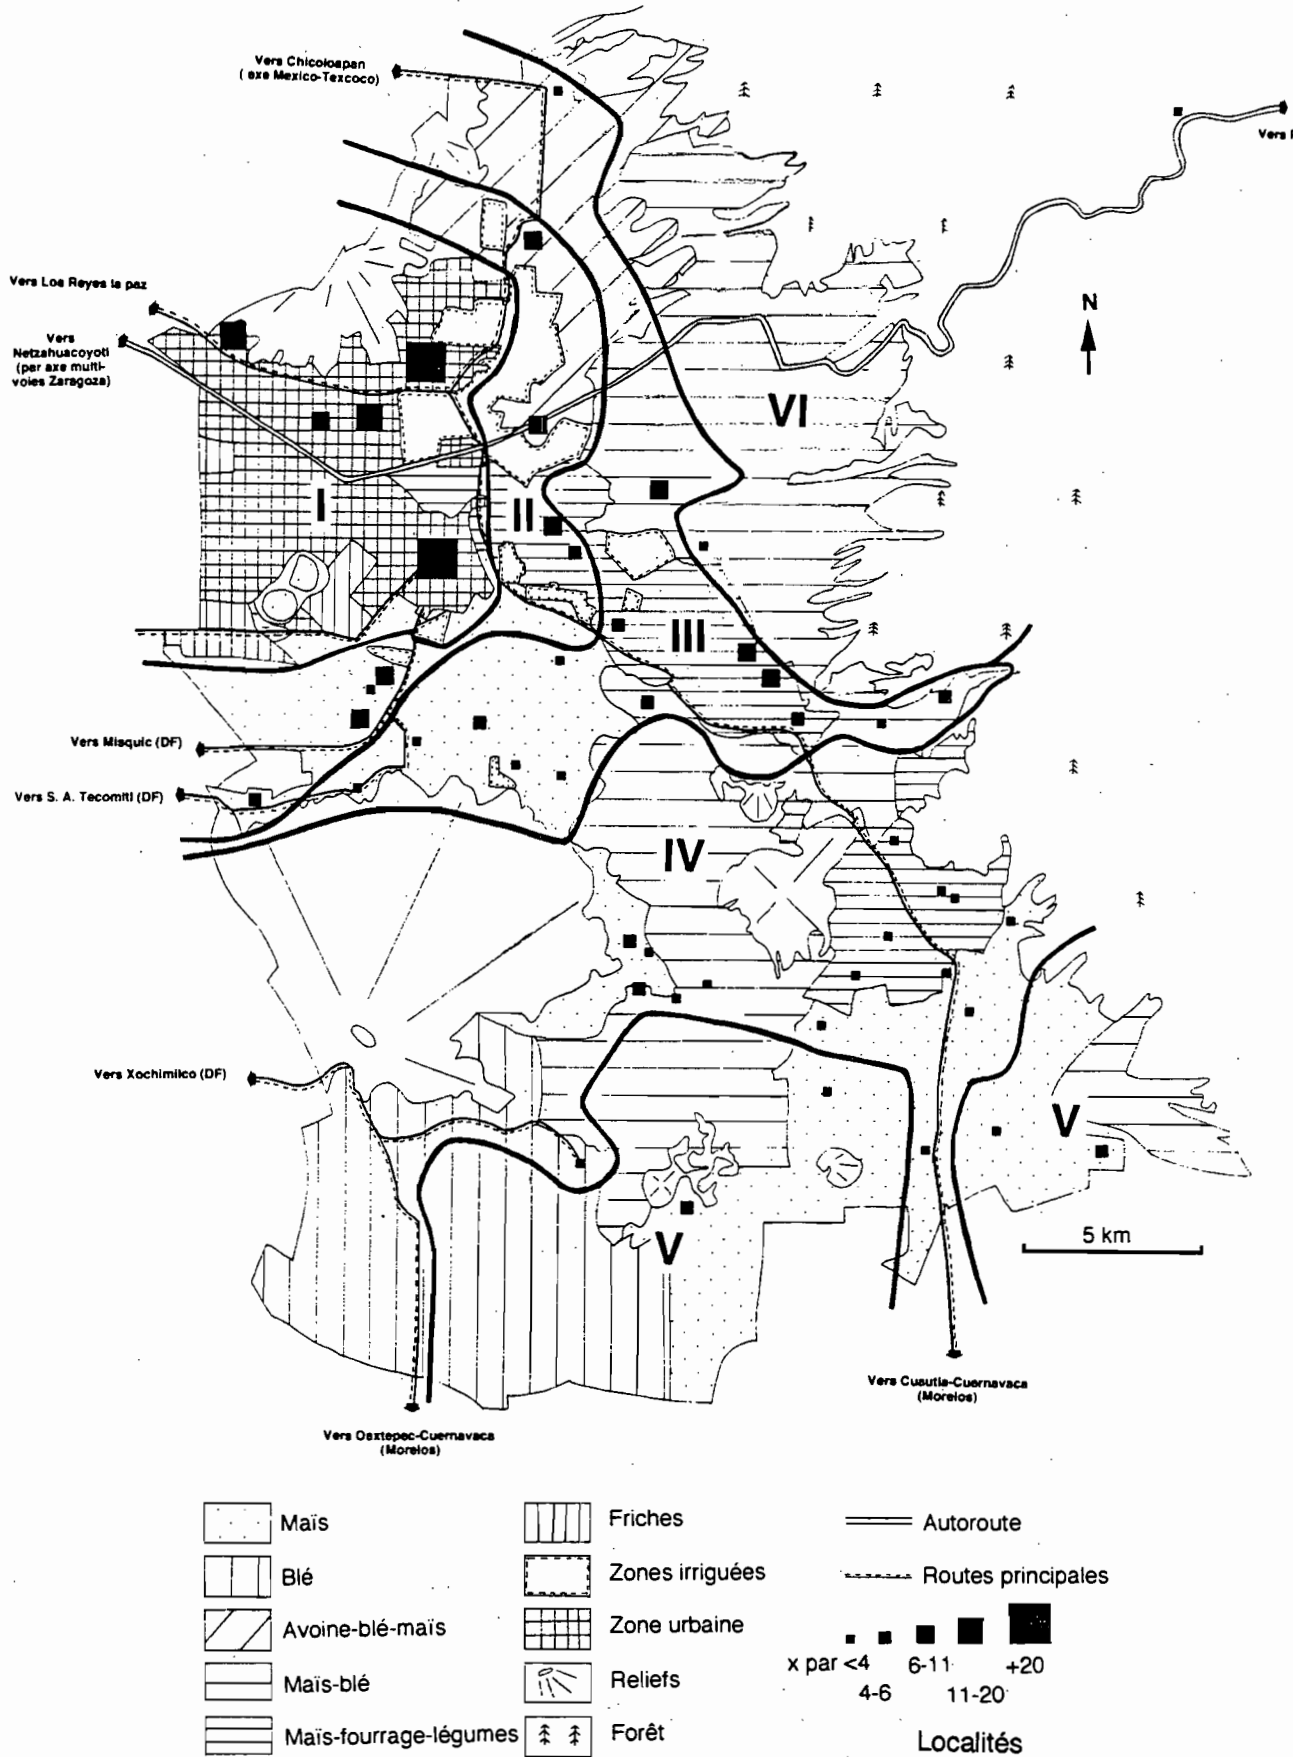 Vers Chicoloapan
( axe Mexico-Texcoco)
Vers
Vers Los Reyes la paz
Vers
Netzahuacoyotl
(par axe multi-
voies Zaragoza)
N
VI
I
II
III
Vers Misquic (DF)
Vers S. A. Tecomitl (DF)
IV
Vers Xochimilco (DF)
V
V
5 km
Vers Cuautla-Cuernavaca
(Morelos)
Vers Oaxtepec-Cuernavaca
(Morelos)
Maïs
Friches
Autoroute
Blé
Zones irriguées
Routes principales
Avoine-blé-maïs
Zone urbaine
x par <4
6-11
+20
4-6
11-20
Maïs-blé
Reliefs
Maïs-fourrage-légumes
Forêt
Localités